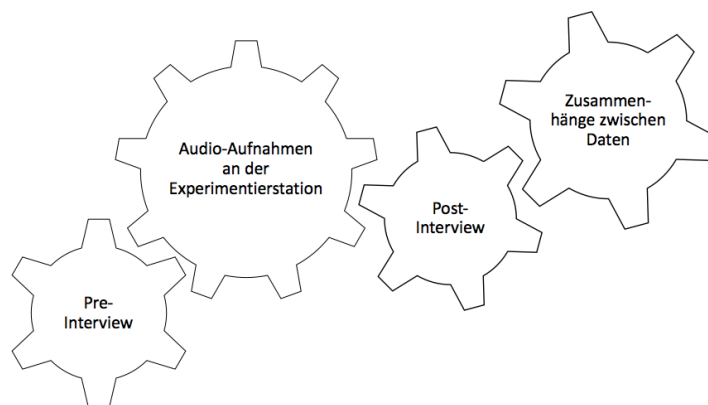 Pre-
Interview
Audio-Aufnahmen
an der
Experimentierstation
Post-
Interview
Zusammen-
hänge zwischen
Daten